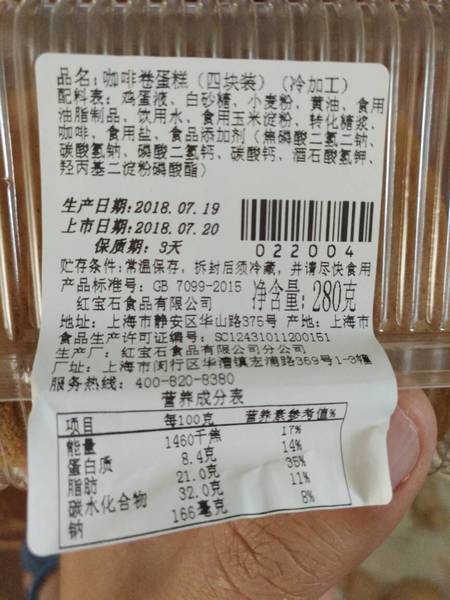 品名：咖啡卷蛋糕（四块装）（冷加工）
配料表：鸡蛋液、白砂糖、小麦粉、黄油、食用
油脂制品、饮用水、食用玉米淀粉、转化糖浆、
咖啡、食用盐、食品添加剂（焦磷酸二氢二钠、
碳酸氢钠、磷酸二氢钙、碳酸钙、酒石酸氢钾、
羟丙基二淀粉磷酸酯）
生产日期:2018.07.19
上市日期:2018.07.20
保质期: 3天
022004
贮存条件:常温保存，拆封后须冷藏，并请尽快食用
产品标准号: GB 7099-2015 净含量: 280克
红宝石食品有限公司
地址: 上海市静安区华山路375号 产地: 上海市
食品生产许可证编号: SC12431011200151
生产厂: 红宝石食品有限公司分公司
厂址: 上海市闵行区华漕镇宏浦路369号1-3幢
服务热线: 400-820-8380
营养成分表
项目 每100克 营养素参考值%
能量 1460千焦 17%
蛋白质 8.4克 14%
脂肪 21.0克 35%
碳水化合物 32.0克 11%
钠 166毫克 8%